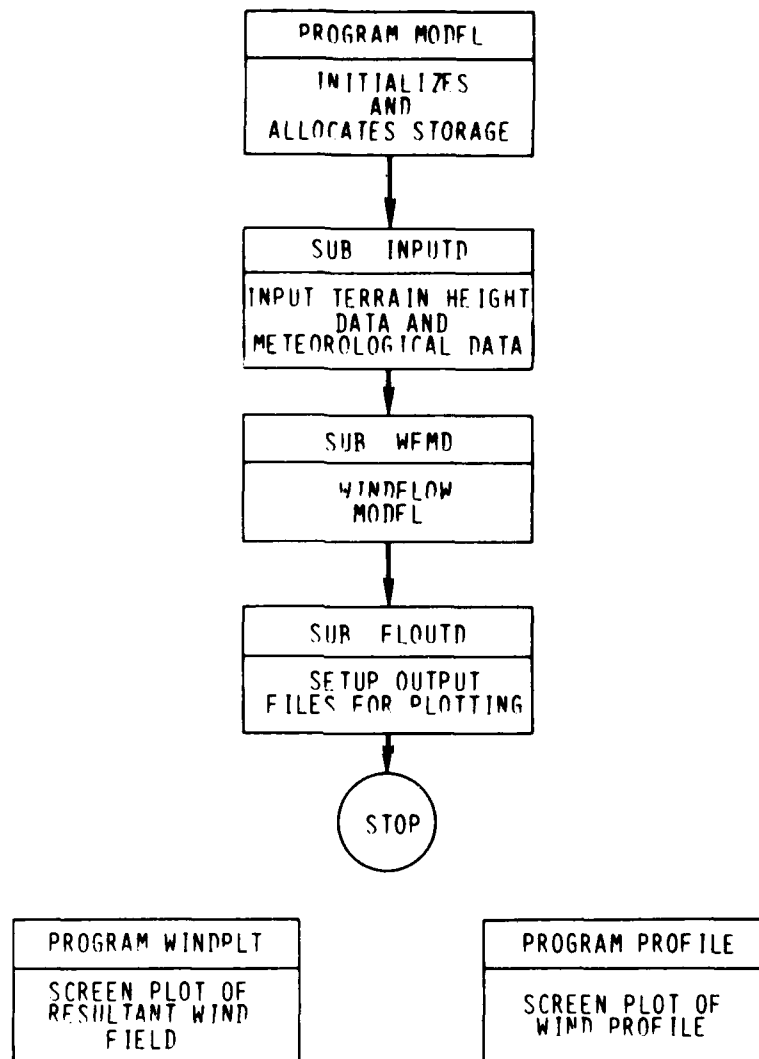 PROGRAM MODEL
INITIALIZES
AND
ALLOCATES STORAGE
SUB INPUTD
INPUT TERRAIN HEIGHT
DATA AND
METEOROLOGICAL DATA
SUB WFMD
WINDFLOW
MODEL
SUB FLOUTD
SETUP OUTPUT
FILES FOR PLOTTING
STOP
PROGRAM WINDPLT
SCREEN PLOT OF
RESULTANT WIND
FIELD
PROGRAM PROFILE
SCREEN PLOT OF
WIND PROFILE